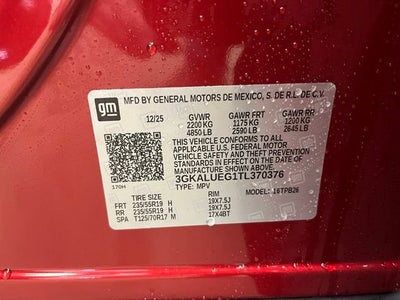 gm
MFD BY GENERAL MOTORS DE MEXICO, S. DE R.L. DE C.V.
12/25 GVWR GAWR FRT GAWR RR
2200 KG 1175 KG 1200 KG
4850 LB 2590 LB 2645 LB
THIS VEHICLE CONFORMS TO ALL
APPLICABLE U.S. FEDERAL MOTOR
VEHICLE SAFETY AND THEFT PREVENTION
STANDARDS IN EFFECT ON THE DATE OF
MANUFACTURE SHOWN ABOVE.
3GKALUEG1TL370376
170H TYPE: MPV MODEL: 16TPB26
TIRE SIZE RIM
FRT 235/55R19 H 19X7.5J
RR 235/55R19 H 19X7.5J
SPA T125/70R17 M 17X4BT